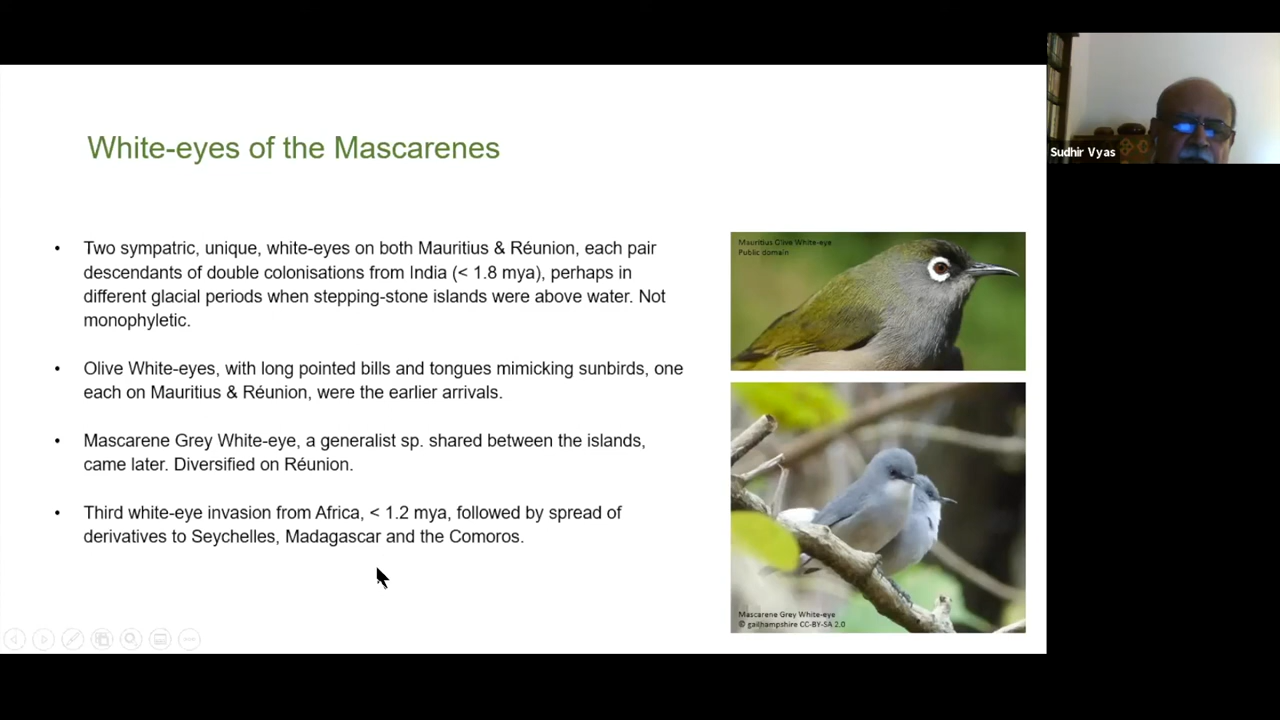 White-eyes of the Mascarenes
• Two sympatric, unique, white-eyes on both Mauritius & Réunion, each pair
descendants of double colonisations from India (< 1.8 mya), perhaps in
different glacial periods when stepping-stone islands were above water. Not
monophyletic.
• Olive White-eyes, with long pointed bills and tongues mimicking sunbirds, one
each on Mauritius & Réunion, were the earlier arrivals.
• Mascarene Grey White-eye, a generalist sp. shared between the islands,
came later. Diversified on Réunion.
• Third white-eye invasion from Africa, < 1.2 mya, followed by spread of
derivatives to Seychelles, Madagascar and the Comoros.
Mauritius Olive White-eye
Public domain
Mascarene Grey White-eye
© gailhampshire CC-BY-SA 2.0
Sudhir Vyas